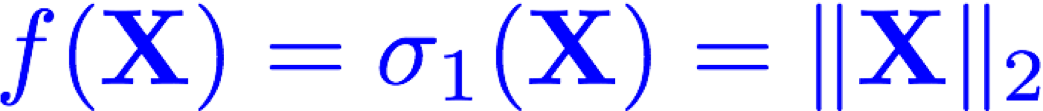 f(𝐗) = σ₁(𝐗) = ‖𝐗‖₂